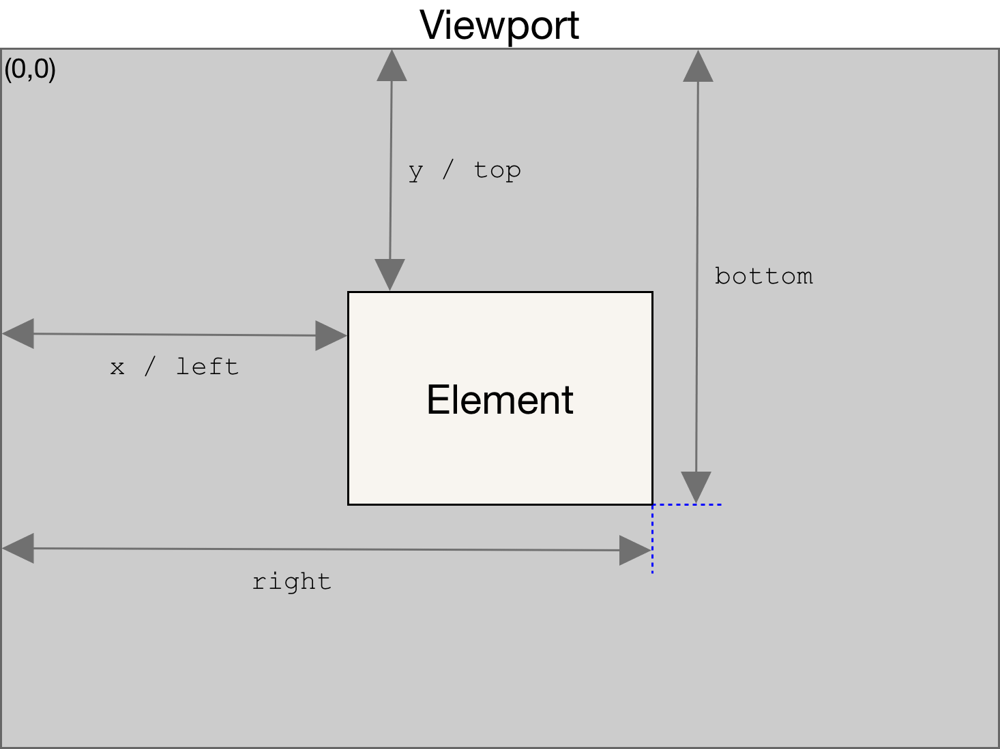 Viewport
(0,0)
y / top
bottom
x / left
Element
right